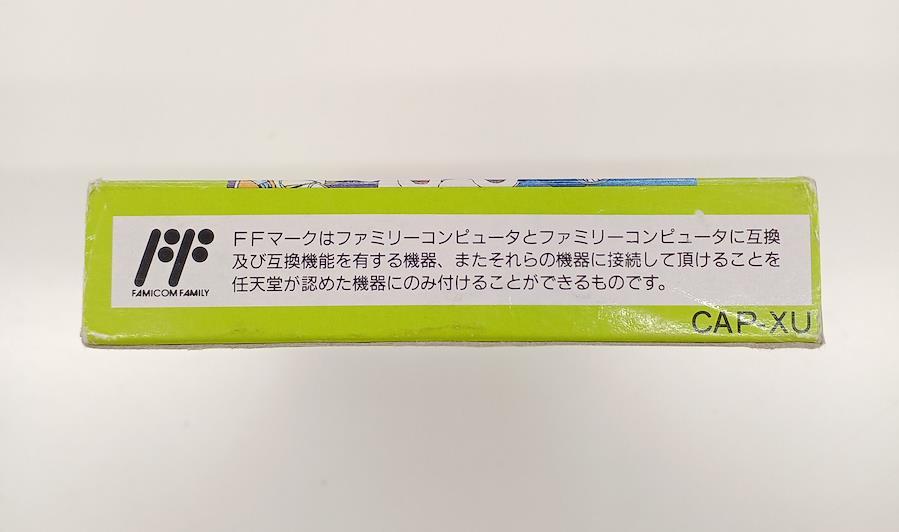 FFマークはファミリーコンピュータとファミリーコンピュータに互換
及び互換機能を有する機器、またそれらの機器に接続して頂けることを
任天堂が認めた機器にのみ付けることができるものです。
FF
FAMICOM FAMILY
CAP-XU